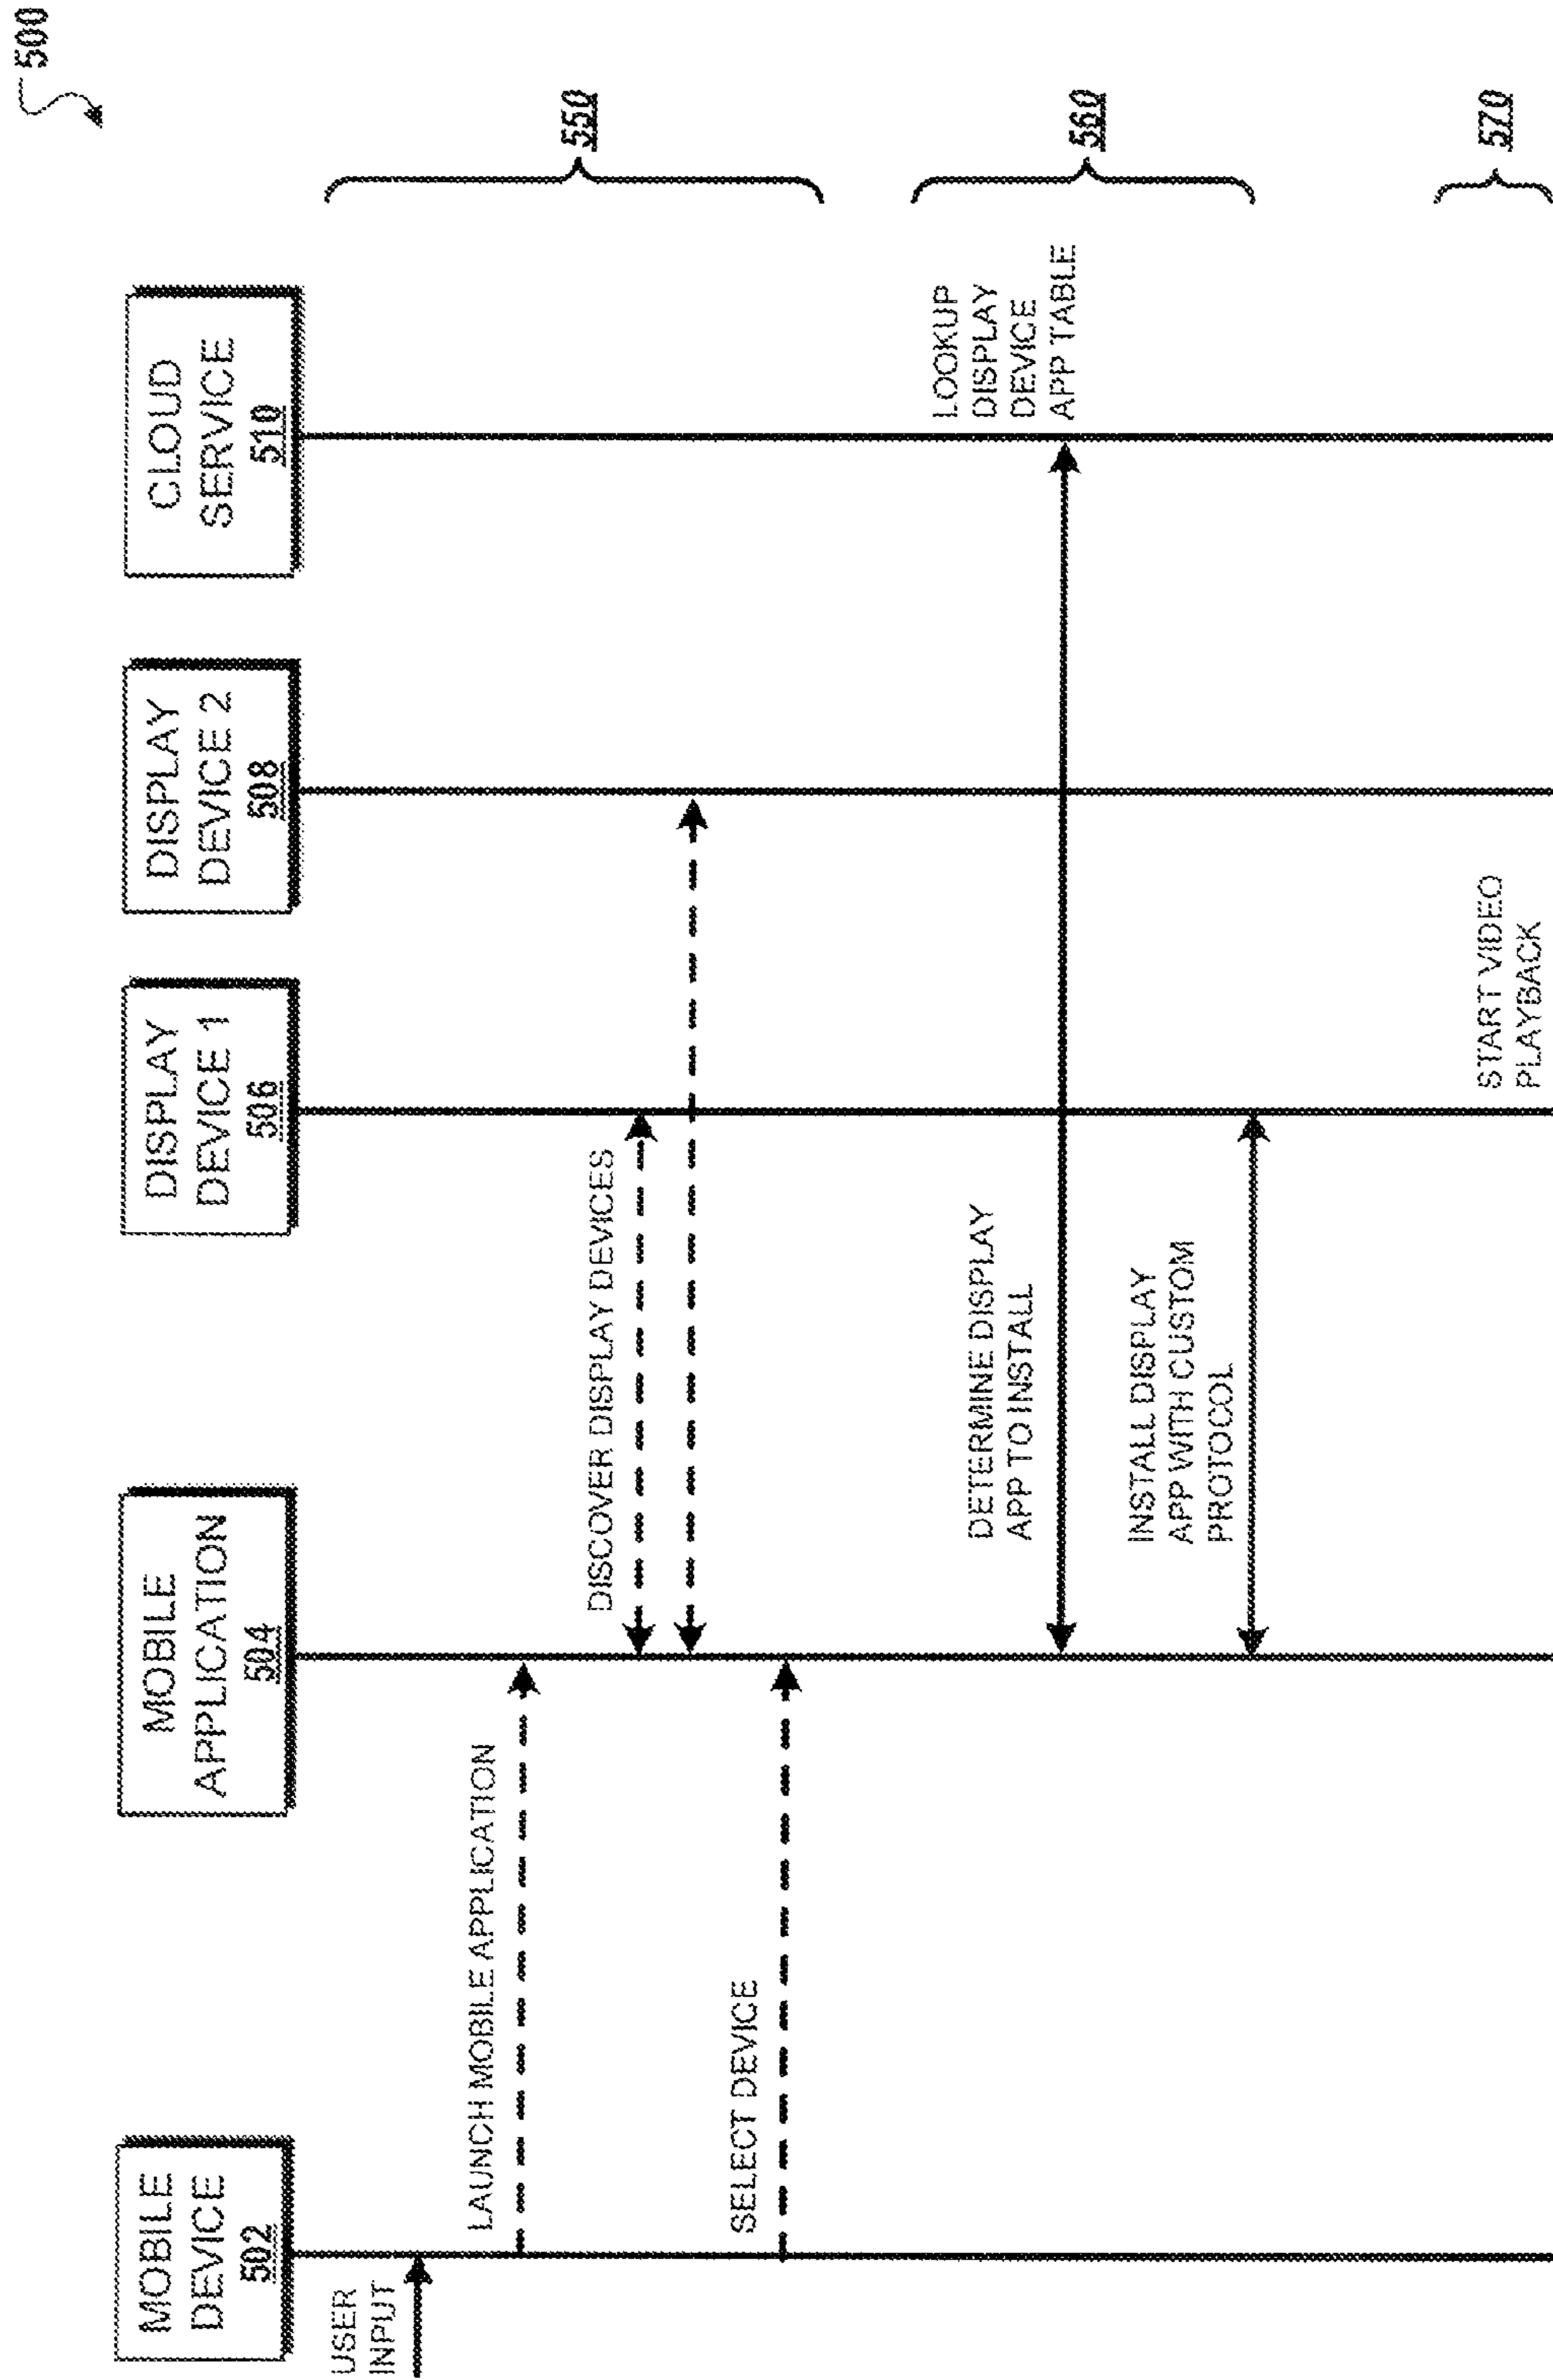 500
MOBILE
DEVICE
502
MOBILE
APPLICATION
504
DISPLAY
DEVICE 1
506
DISPLAY
DEVICE 2
508
CLOUD
SERVICE
510
USER
INPUT
LAUNCH MOBILE APPLICATION
DISCOVER DISPLAY DEVICES
SELECT DEVICE
550
DETERMINE DISPLAY
APP TO INSTALL
LOOKUP
DISPLAY
DEVICE
APP TABLE
INSTALL DISPLAY
APP WITH CUSTOM
PROTOCOL
560
START VIDEO
PLAYBACK
570